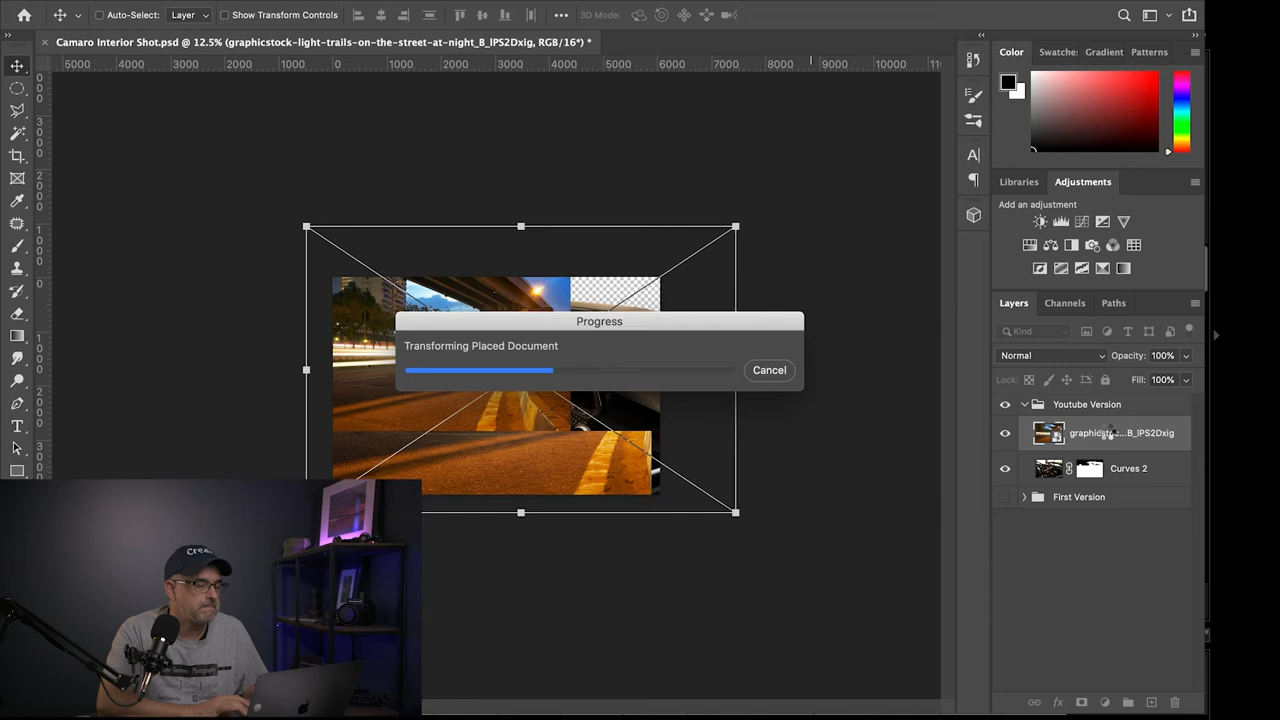 Auto-Select: Layer Show Transform Controls 3D Mode:
Camaro Interior Shot.psd @ 12.5% (graphicstock-light-trails-on-the-street-at-night_B_lPS2Dxig, RGB/16*) *
5000 4000 3000 2000 1000 0 1000 2000 3000 4000 5000 6000 7000 8000 9000 10000
Color Swatches Gradient Patterns
Libraries Adjustments
Add an adjustment
Progress
Transforming Placed Document
Cancel
Layers Channels Paths
Kind
Normal Opacity: 100%
Lock: Fill: 100%
Youtube Version
graphicstoc...B_lPS2Dxig
Curves 2
First Version